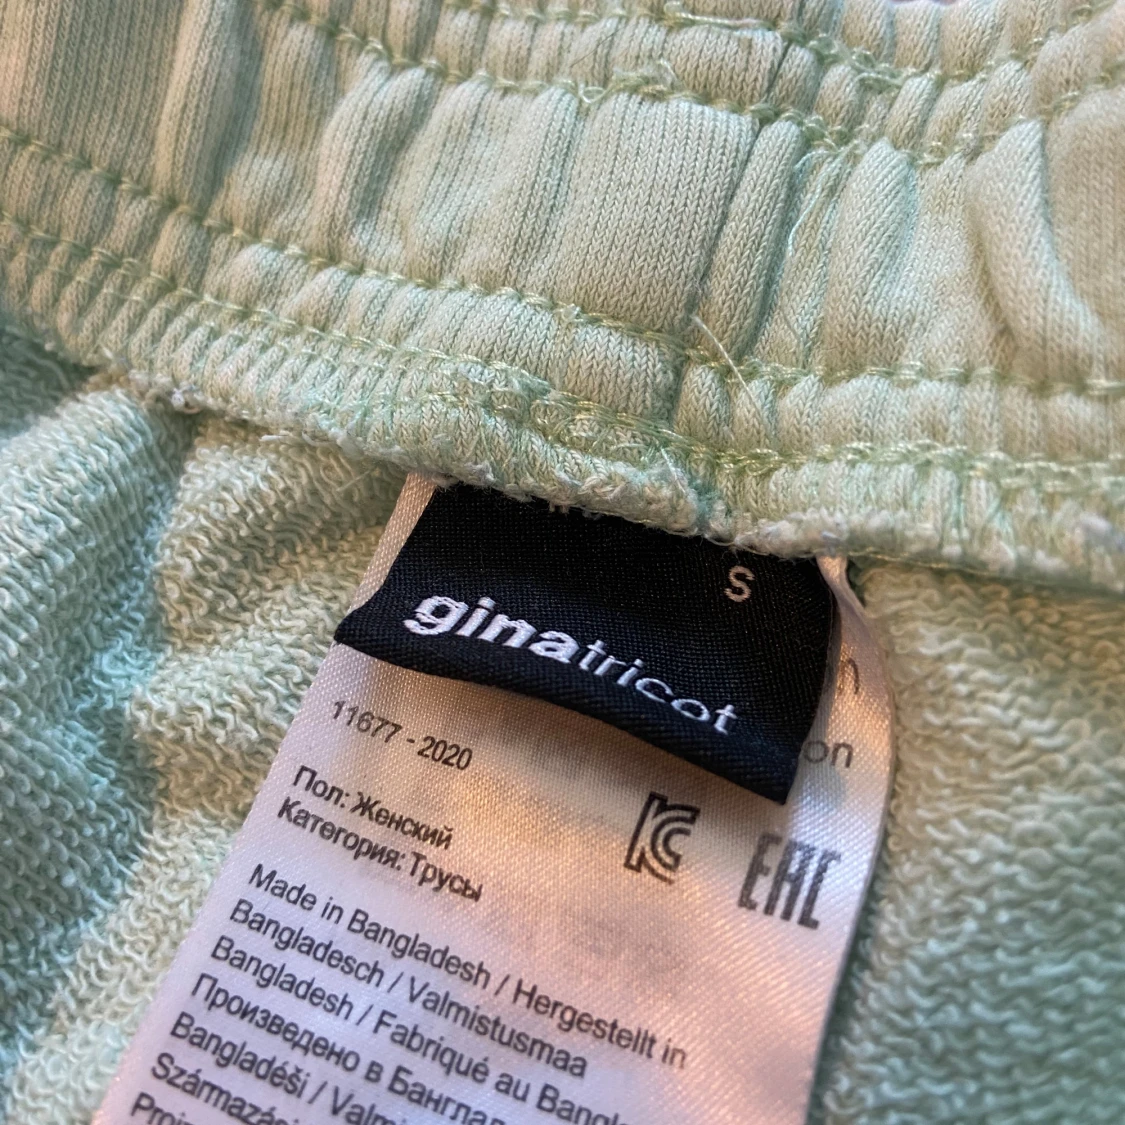 S
ginatricot
on
11677 - 2020
Пол: Женский
Категория: Трусы
EAC
Made in Bangladesh / Hergestellt in
Bangladesch / Valmistusmaa
Bangladesh / Fabriqué au
Произведено в
Bangladéši /